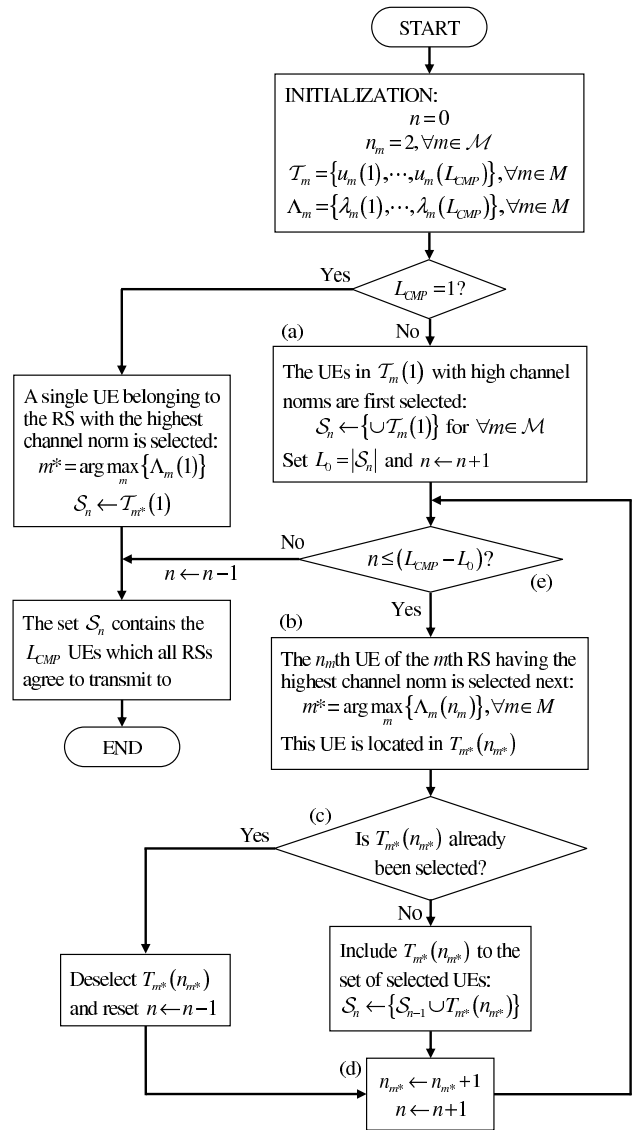 START
INITIALIZATION:
n = 0
n_m = 2, ∀m ∈ ℳ
𝒯_m = {u_m(1), ⋯, u_m(L_CMP)}, ∀m ∈ M
Λ_m = {λ_m(1), ⋯, λ_m(L_CMP)}, ∀m ∈ M
L_CMP = 1?
Yes
No
(a)
The UEs in 𝒯_m(1) with high channel
norms are first selected:
𝒮_n ← {∪𝒯_m(1)} for ∀m ∈ ℳ
Set L_0 = |𝒮_n| and n ← n+1
A single UE belonging to
the RS with the highest
channel norm is selected:
m* = arg max_m {Λ_m(1)}
𝒮_n ← 𝒯_m*(1)
n ≤ (L_CMP − L_0)?
(e)
No
n ← n−1
Yes
The set 𝒮_n contains the
L_CMP UEs which all RSs
agree to transmit to
END
(b)
The n_mth UE of the mth RS having the
highest channel norm is selected next:
m* = arg max_m {Λ_m(n_m)}, ∀m ∈ M
This UE is located in T_m*(n_m*)
(c)
Is T_m*(n_m*) already
been selected?
Yes
No
Deselect T_m*(n_m*)
and reset n ← n−1
Include T_m*(n_m*) to the
set of selected UEs:
𝒮_n ← {𝒮_n−1 ∪ T_m*(n_m*)}
(d)
n_m* ← n_m* +1
n ← n+1